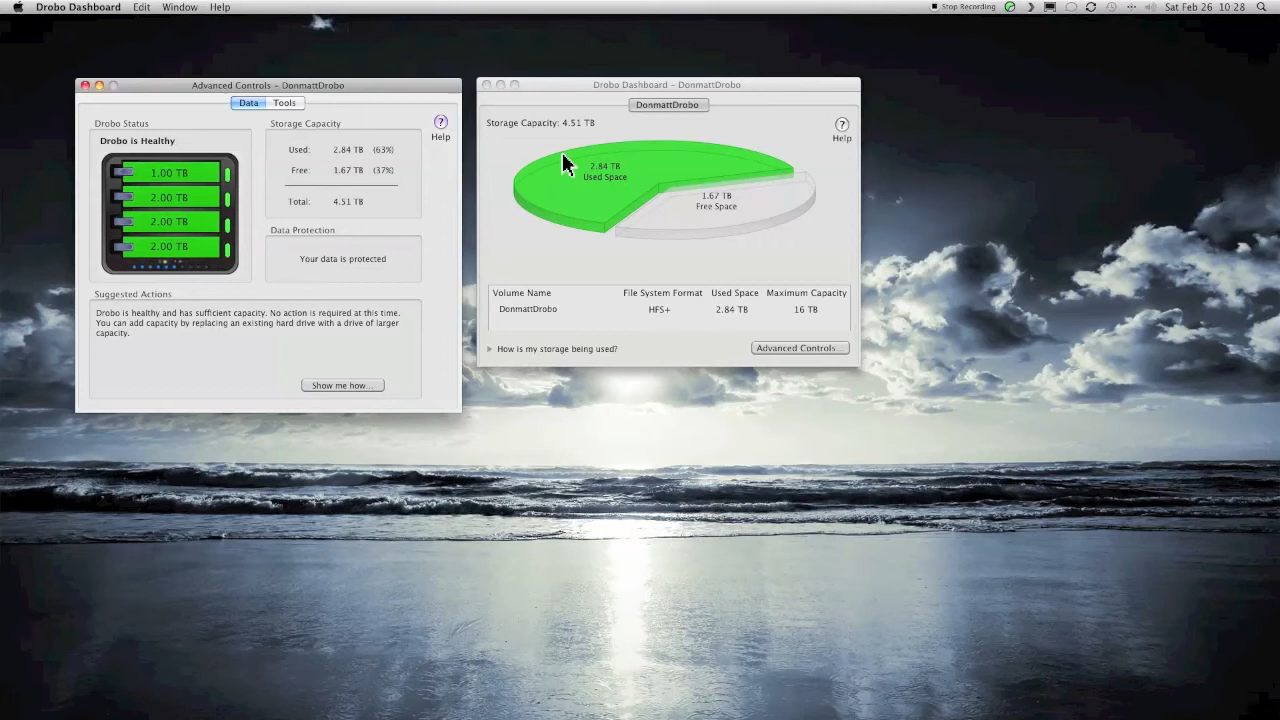 Drobo Dashboard Edit Window Help
Stop Recording Sat Feb 26 10:28
Advanced Controls – DonmattDrobo
Data Tools
Drobo Status
Drobo is Healthy
1.00 TB
2.00 TB
2.00 TB
2.00 TB
Storage Capacity
Used: 2.84 TB (63%)
Free: 1.67 TB (37%)
Total: 4.51 TB
? Help
Data Protection
Your data is protected
Suggested Actions
Drobo is healthy and has sufficient capacity. No action is required at this time.
You can add capacity by replacing an existing hard drive with a drive of larger
capacity.
Show me how...
Drobo Dashboard – DonmattDrobo
DonmattDrobo
Storage Capacity: 4.51 TB
? Help
2.84 TB
Used Space
1.67 TB
Free Space
Volume Name File System Format Used Space Maximum Capacity
DonmattDrobo HFS+ 2.84 TB 16 TB
How is my storage being used?
Advanced Controls...